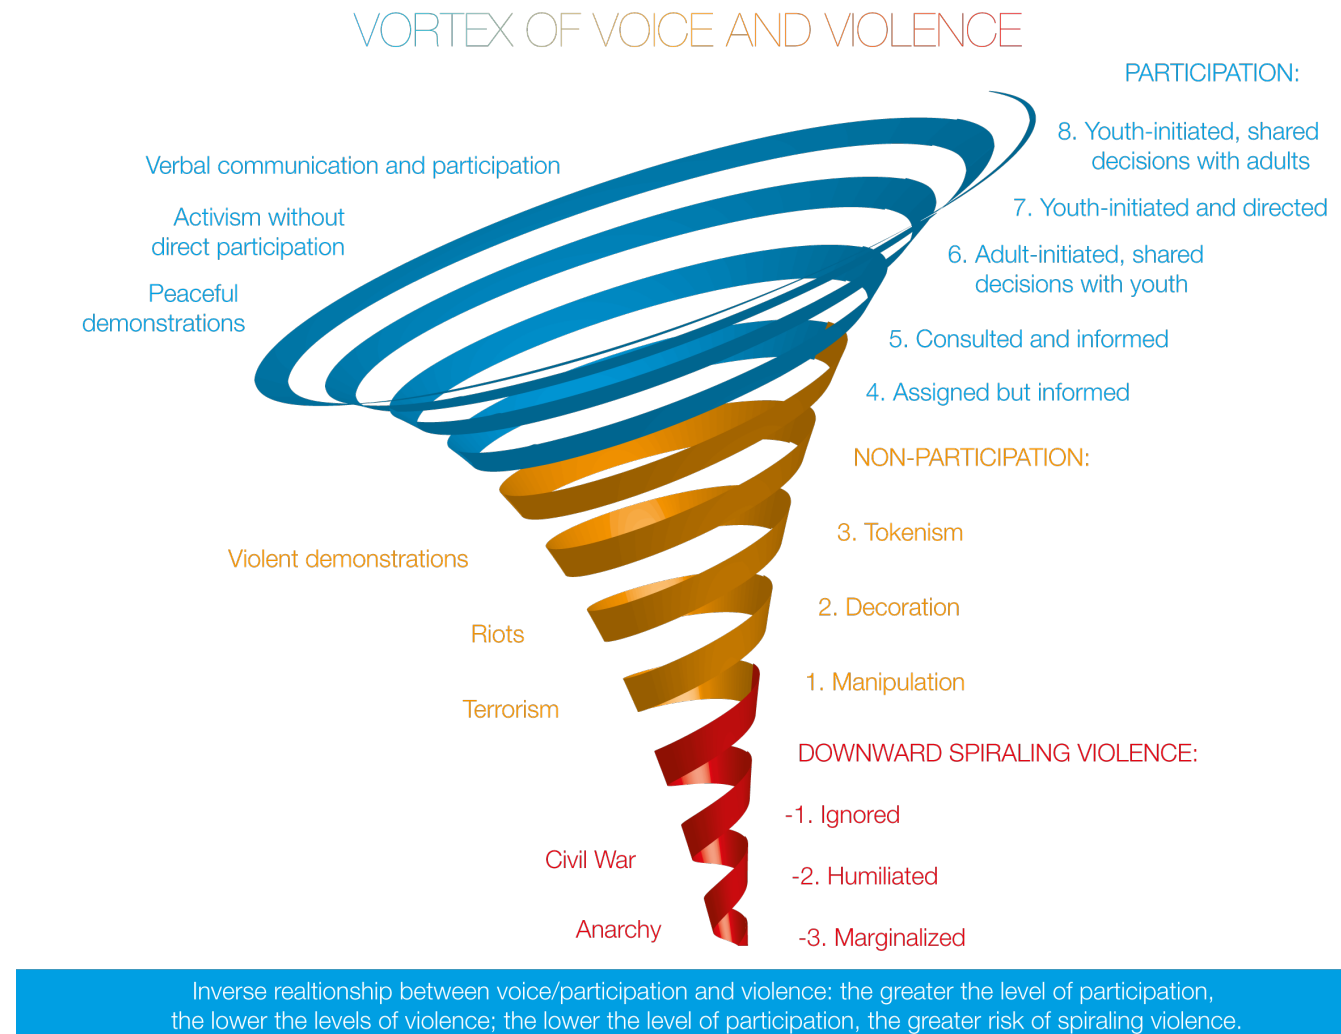 VORTEX OF VOICE AND VIOLENCE
Verbal communication and participation
Activism without
direct participation
Peaceful
demonstrations
Violent demonstrations
Riots
Terrorism
Civil War
Anarchy
PARTICIPATION:
8. Youth-initiated, shared
decisions with adults
7. Youth-initiated and directed
6. Adult-initiated, shared
decisions with youth
5. Consulted and informed
4. Assigned but informed
NON-PARTICIPATION:
3. Tokenism
2. Decoration
1. Manipulation
DOWNWARD SPIRALING VIOLENCE:
-1. Ignored
-2. Humiliated
-3. Marginalized
Inverse realtionship between voice/participation and violence: the greater the level of participation,
the lower the levels of violence; the lower the level of participation, the greater risk of spiraling violence.